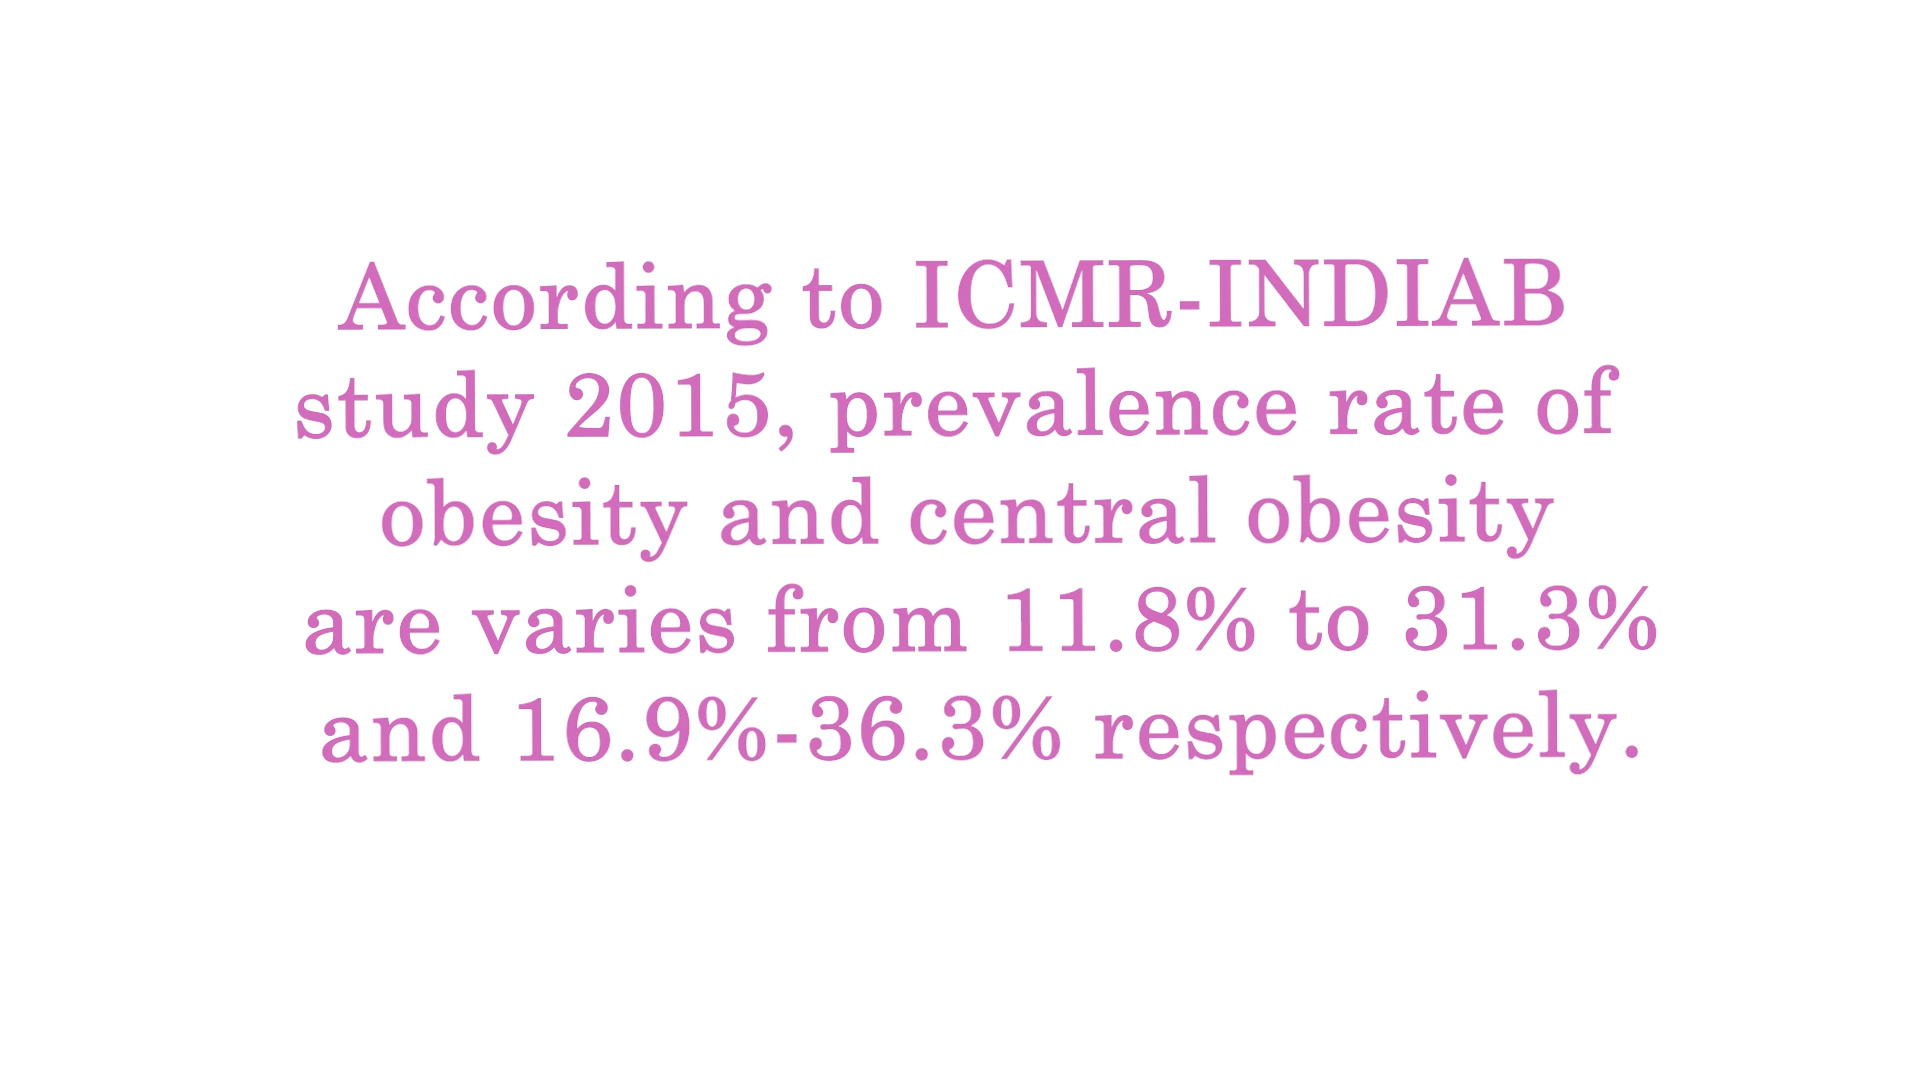 According to ICMR-INDIAB
study 2015, prevalence rate of
obesity and central obesity
are varies from 11.8% to 31.3%
and 16.9%-36.3% respectively.